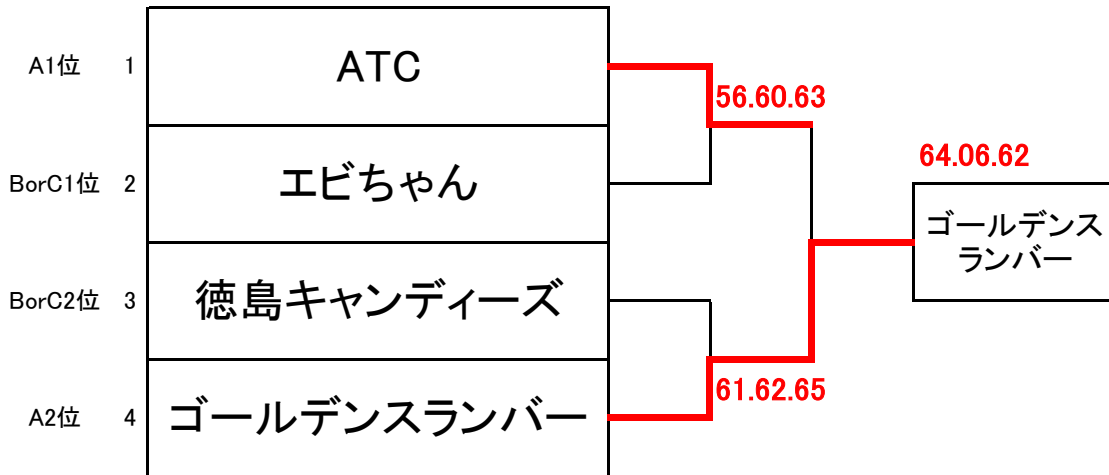 A1位 1 ATC
56.60.63
BorC1位 2 エビちゃん
64.06.62
ゴールデンス
ランバー
BorC2位 3 徳島キャンディーズ
61.62.65
A2位 4 ゴールデンスランバー